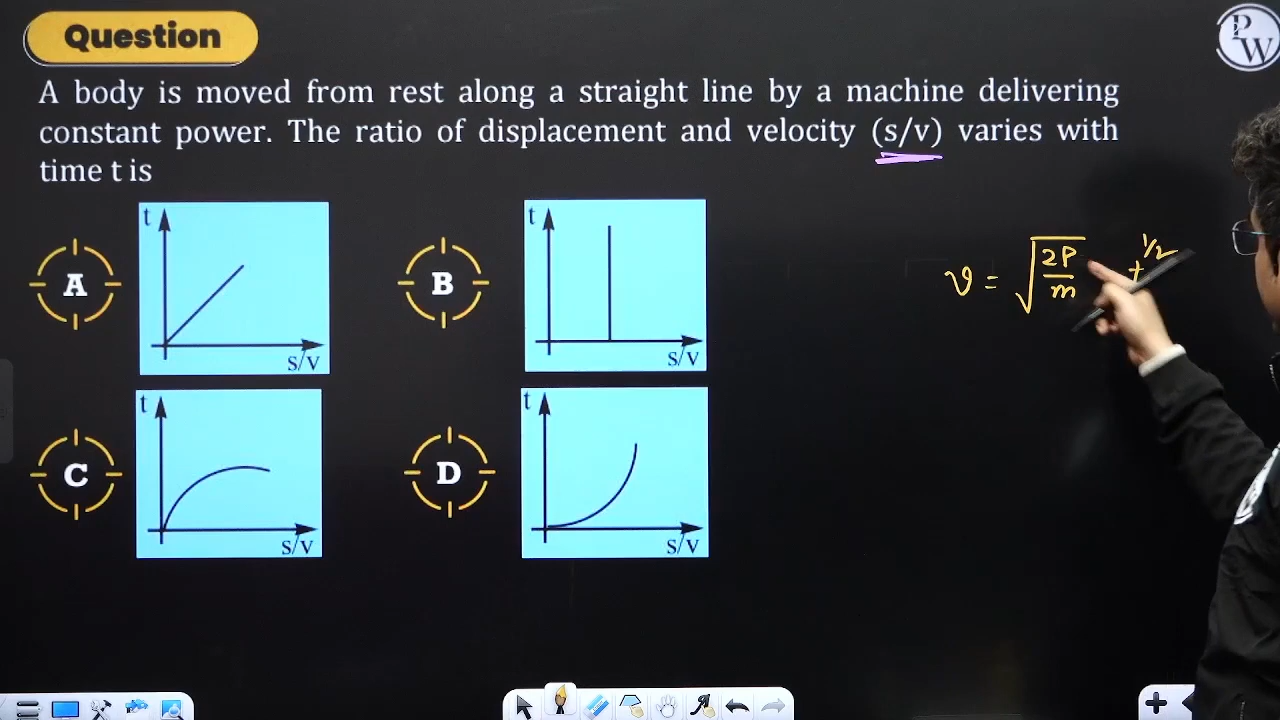 Question
PW
A body is moved from rest along a straight line by a machine delivering
constant power. The ratio of displacement and velocity (s/v) varies with
time t is
A
t
s/v
B
t
s/v
C
t
s/v
D
t
s/v
v = √(2P/m) t^1/2